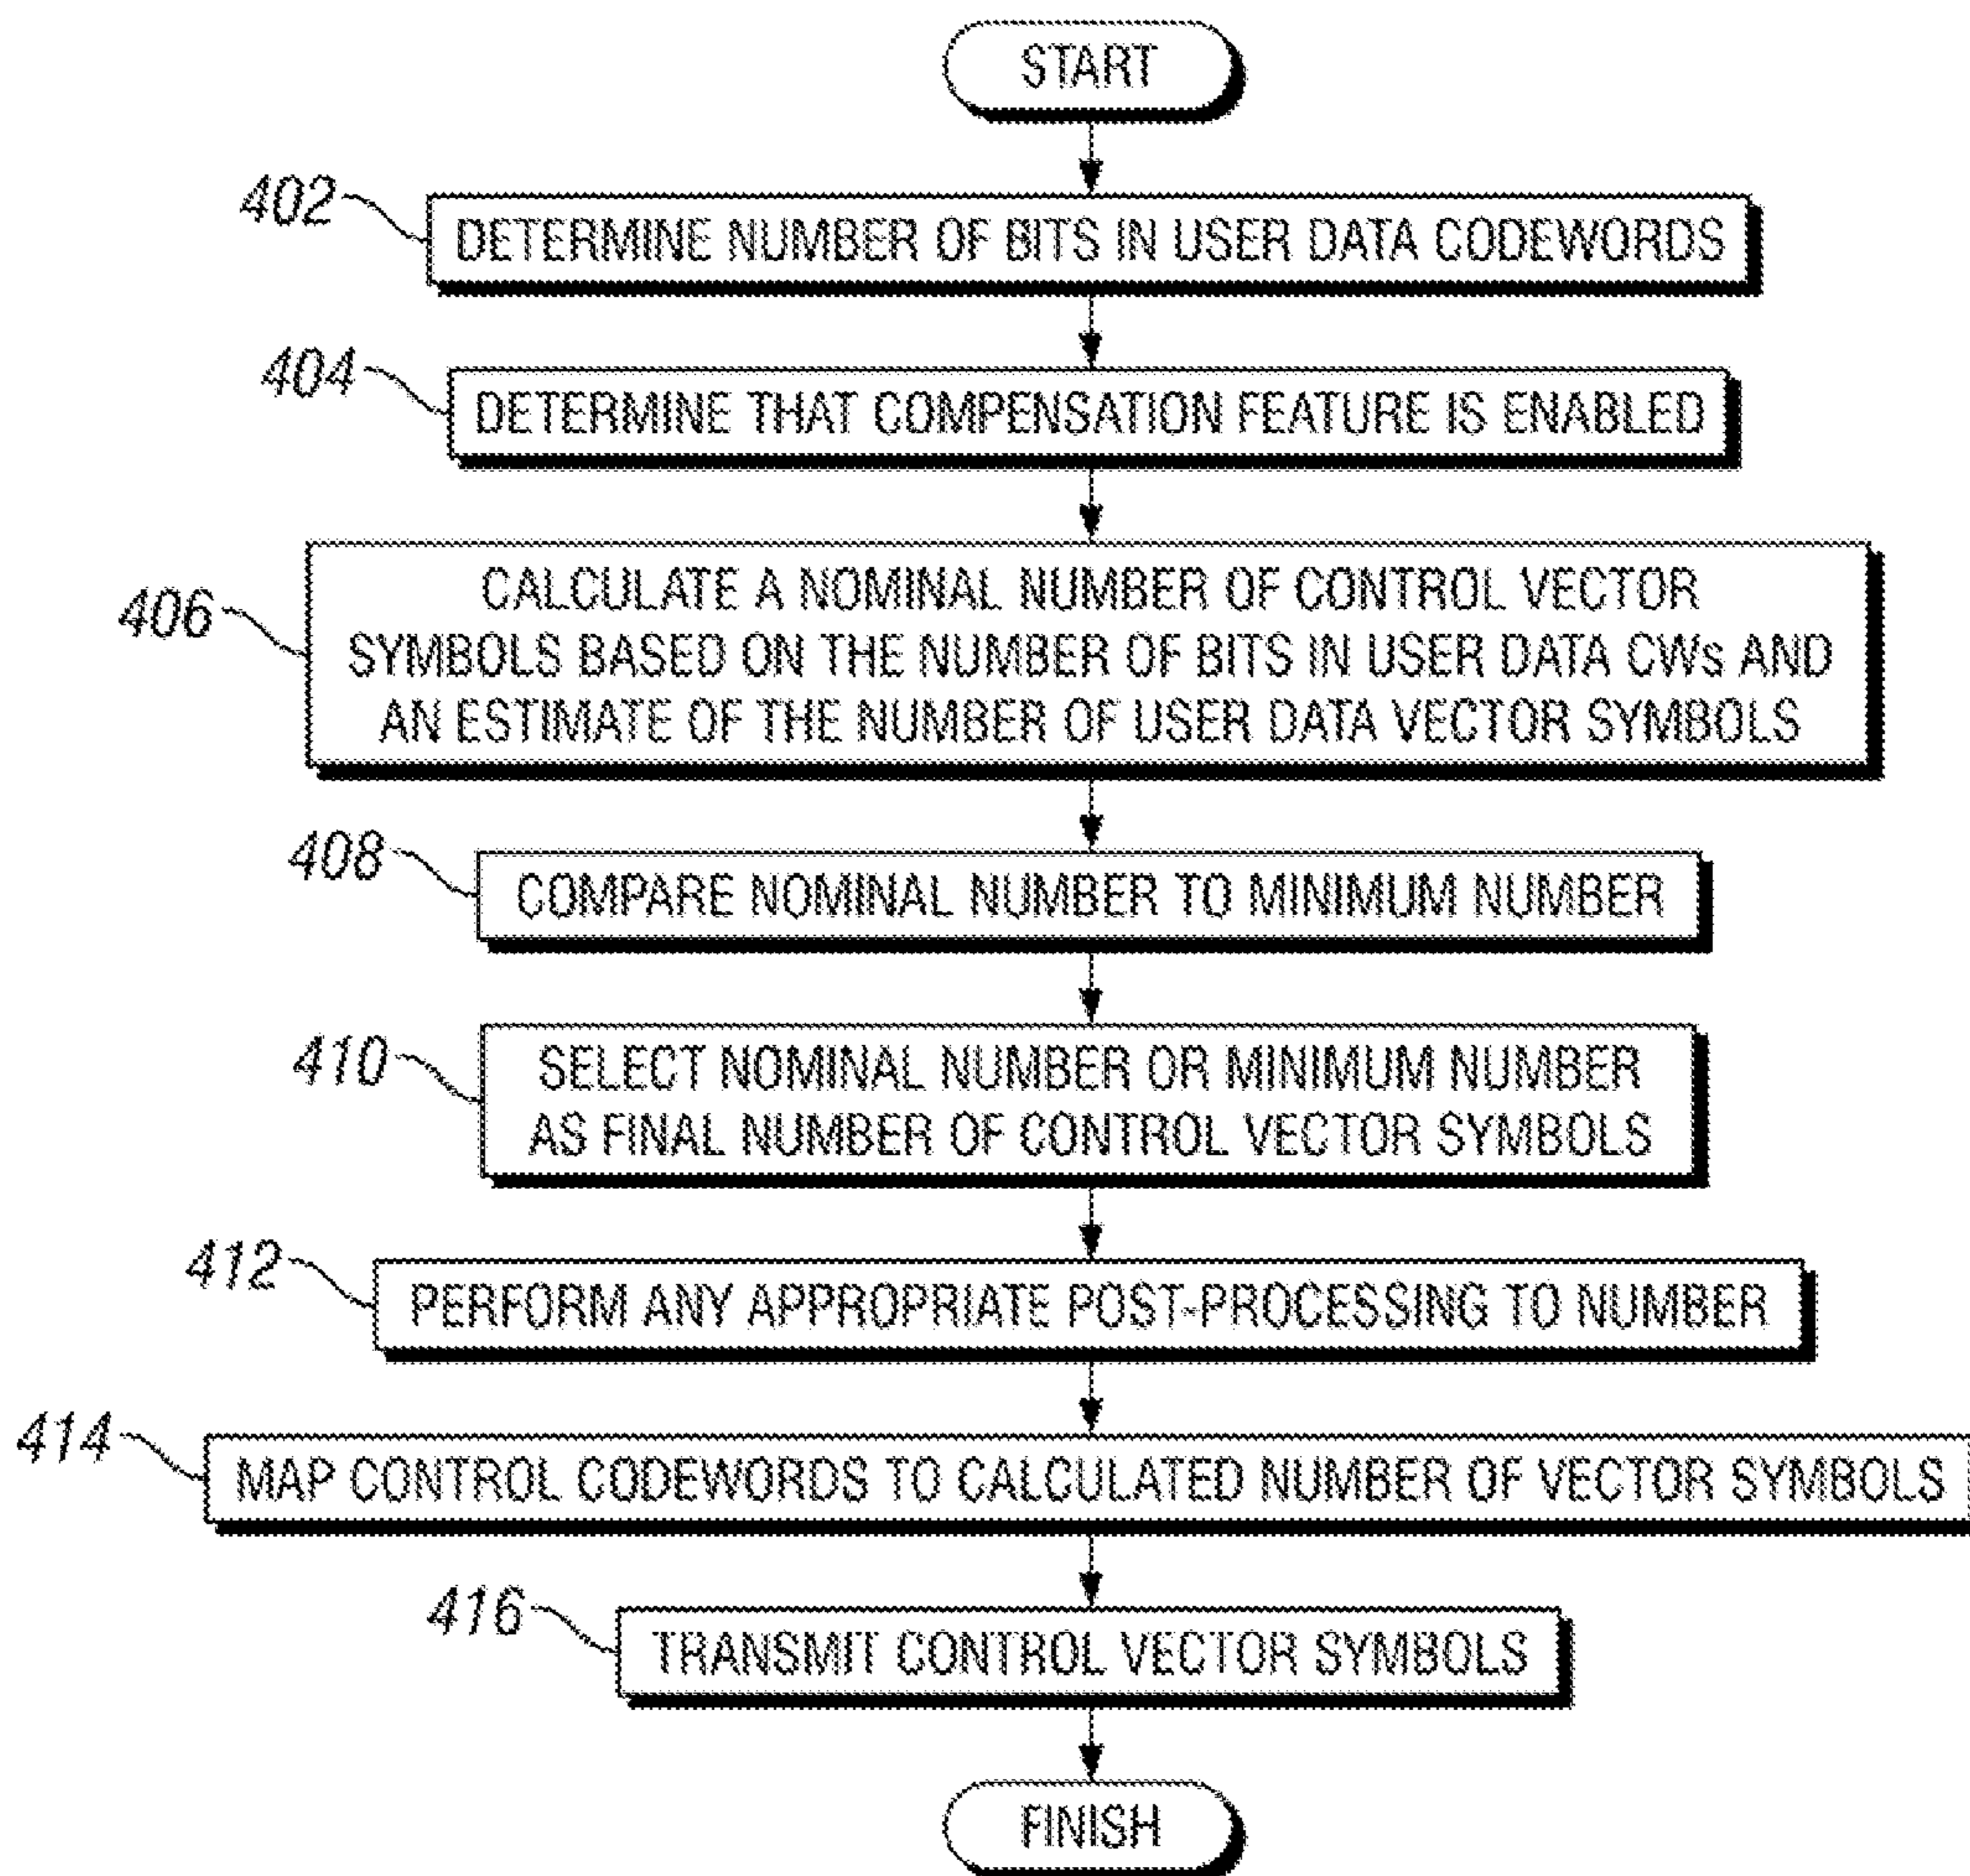 START
402
DETERMINE NUMBER OF BITS IN USER DATA CODEWORDS
404
DETERMINE THAT COMPENSATION FEATURE IS ENABLED
406
CALCULATE A NOMINAL NUMBER OF CONTROL VECTOR
SYMBOLS BASED ON THE NUMBER OF BITS IN USER DATA CWs AND
AN ESTIMATE OF THE NUMBER OF USER DATA VECTOR SYMBOLS
408
COMPARE NOMINAL NUMBER TO MINIMUM NUMBER
410
SELECT NOMINAL NUMBER OR MINIMUM NUMBER
AS FINAL NUMBER OF CONTROL VECTOR SYMBOLS
412
PERFORM ANY APPROPRIATE POST-PROCESSING TO NUMBER
414
MAP CONTROL CODEWORDS TO CALCULATED NUMBER OF VECTOR SYMBOLS
416
TRANSMIT CONTROL VECTOR SYMBOLS
FINISH